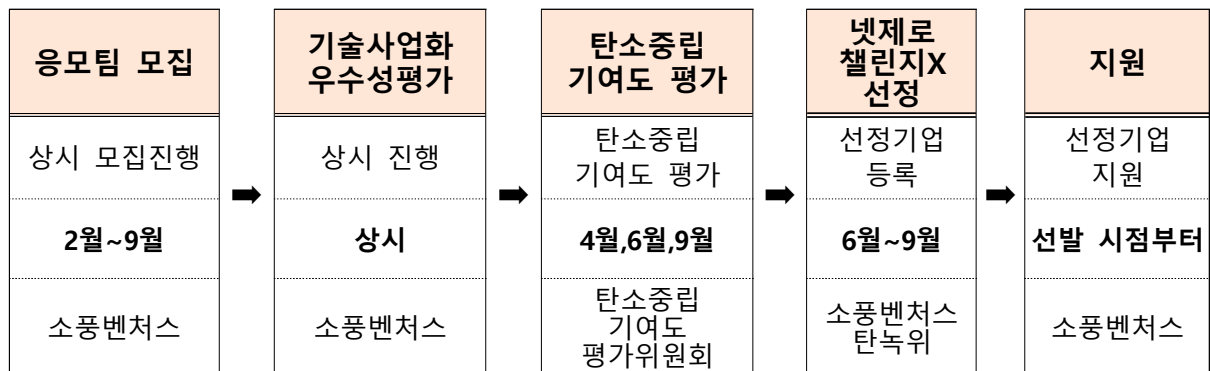 응모팀 모집
기술사업화
우수성평가
탄소중립
기여도 평가
넷제로
챌린지X
선정
지원
상시 모집진행
상시 진행
탄소중립
기여도 평가
선정기업
등록
선정기업
지원
2월~9월
상시
4월,6월,9월
6월~9월
선발 시점부터
소풍벤처스
소풍벤처스
탄소중립
기여도
평가위원회
소풍벤처스
탄녹위
소풍벤처스